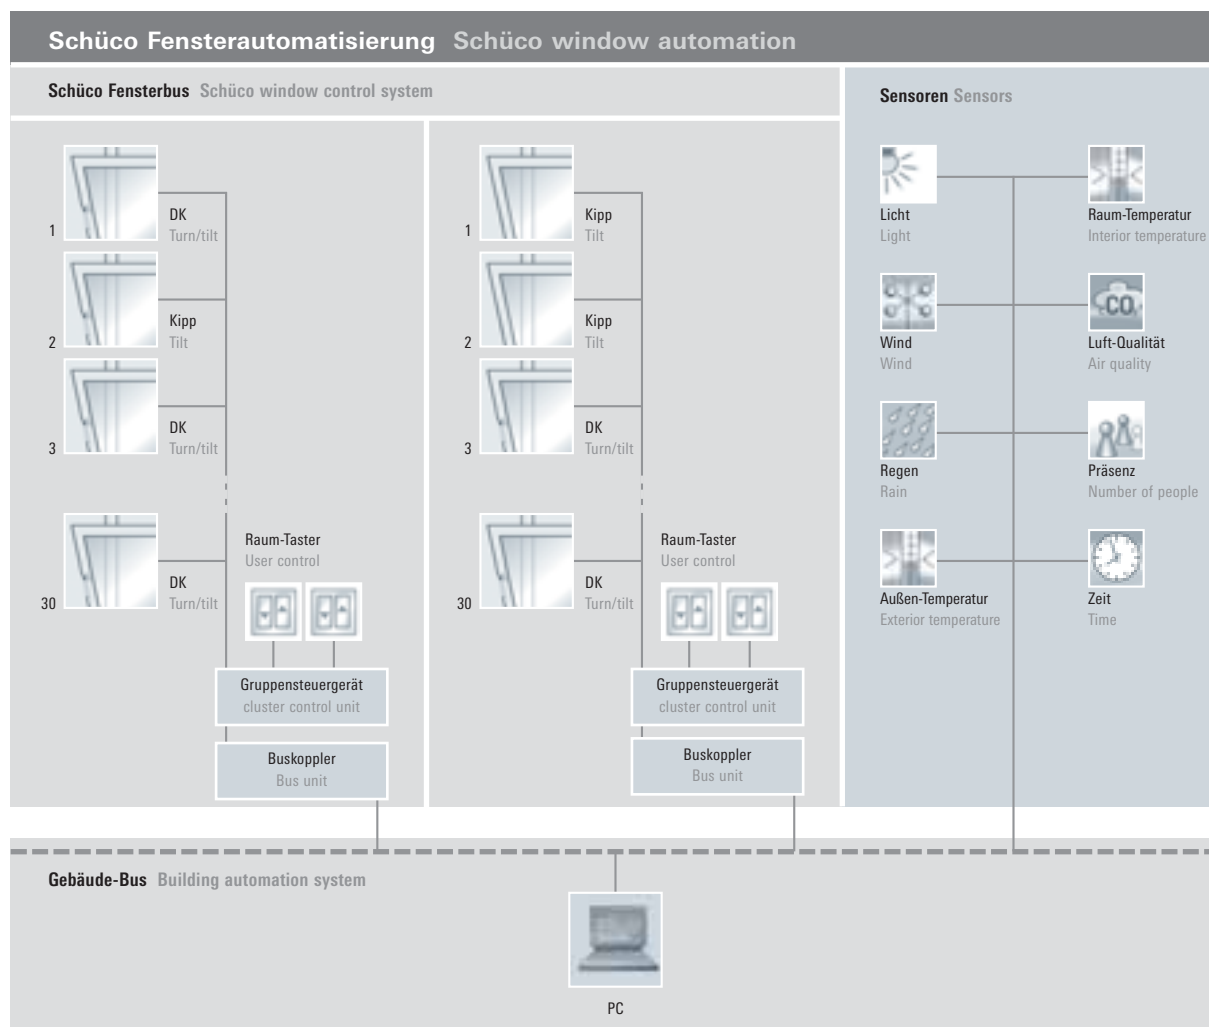 Schüco Fensterautomatisierung Schüco window automation
Schüco Fensterbus Schüco window control system
1
DK
Turn/tilt
2
Kipp
Tilt
3
DK
Turn/tilt
30
DK
Turn/tilt
Raum-Taster
User control
Gruppensteuergerät
cluster control unit
Buskoppler
Bus unit
1
Kipp
Tilt
2
Kipp
Tilt
3
DK
Turn/tilt
30
DK
Turn/tilt
Raum-Taster
User control
Gruppensteuergerät
cluster control unit
Buskoppler
Bus unit
Sensoren Sensors
Licht
Light
Raum-Temperatur
Interior temperature
Wind
Wind
CO2
Luft-Qualität
Air quality
Regen
Rain
Präsenz
Number of people
Außen-Temperatur
Exterior temperature
Zeit
Time
Gebäude-Bus Building automation system
PC